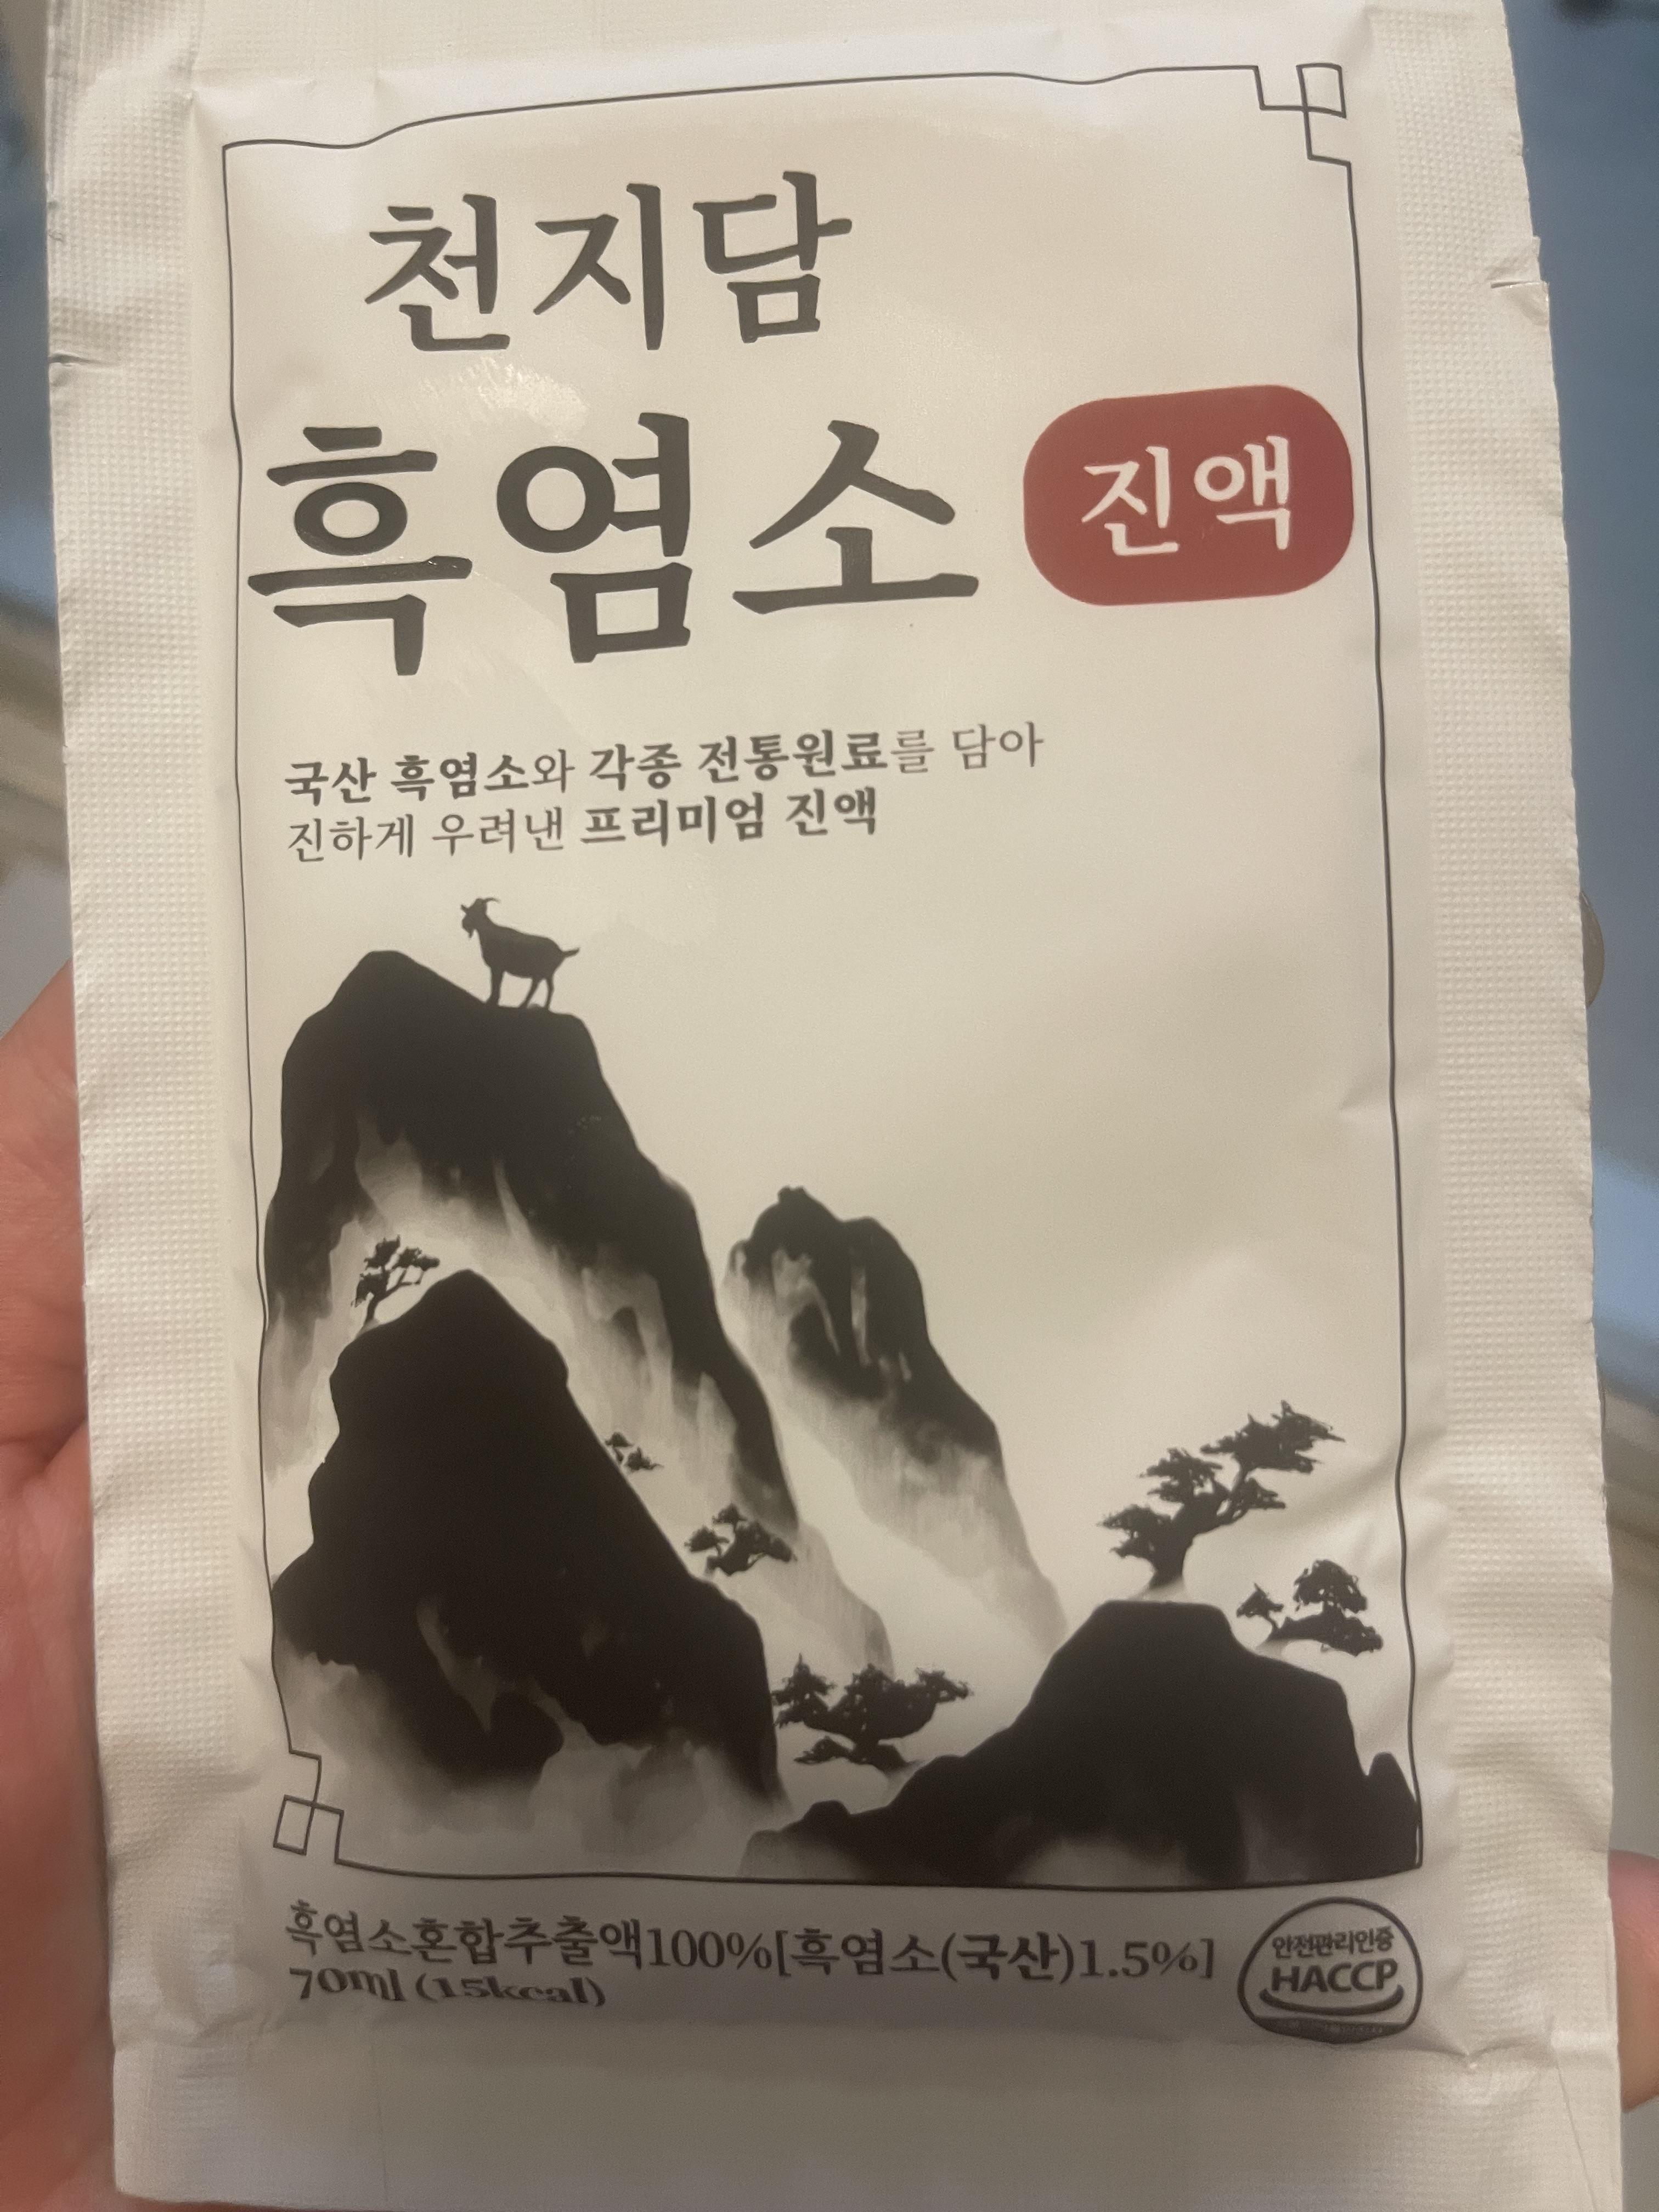 천지담
흑염소 진액
국산 흑염소와 각종 전통원료를 담아
진하게 우려낸 프리미엄 진액
흑염소혼합추출액100%[흑염소(국산)1.5%]
70ml (15kcal)
안전관리인증
HACCP